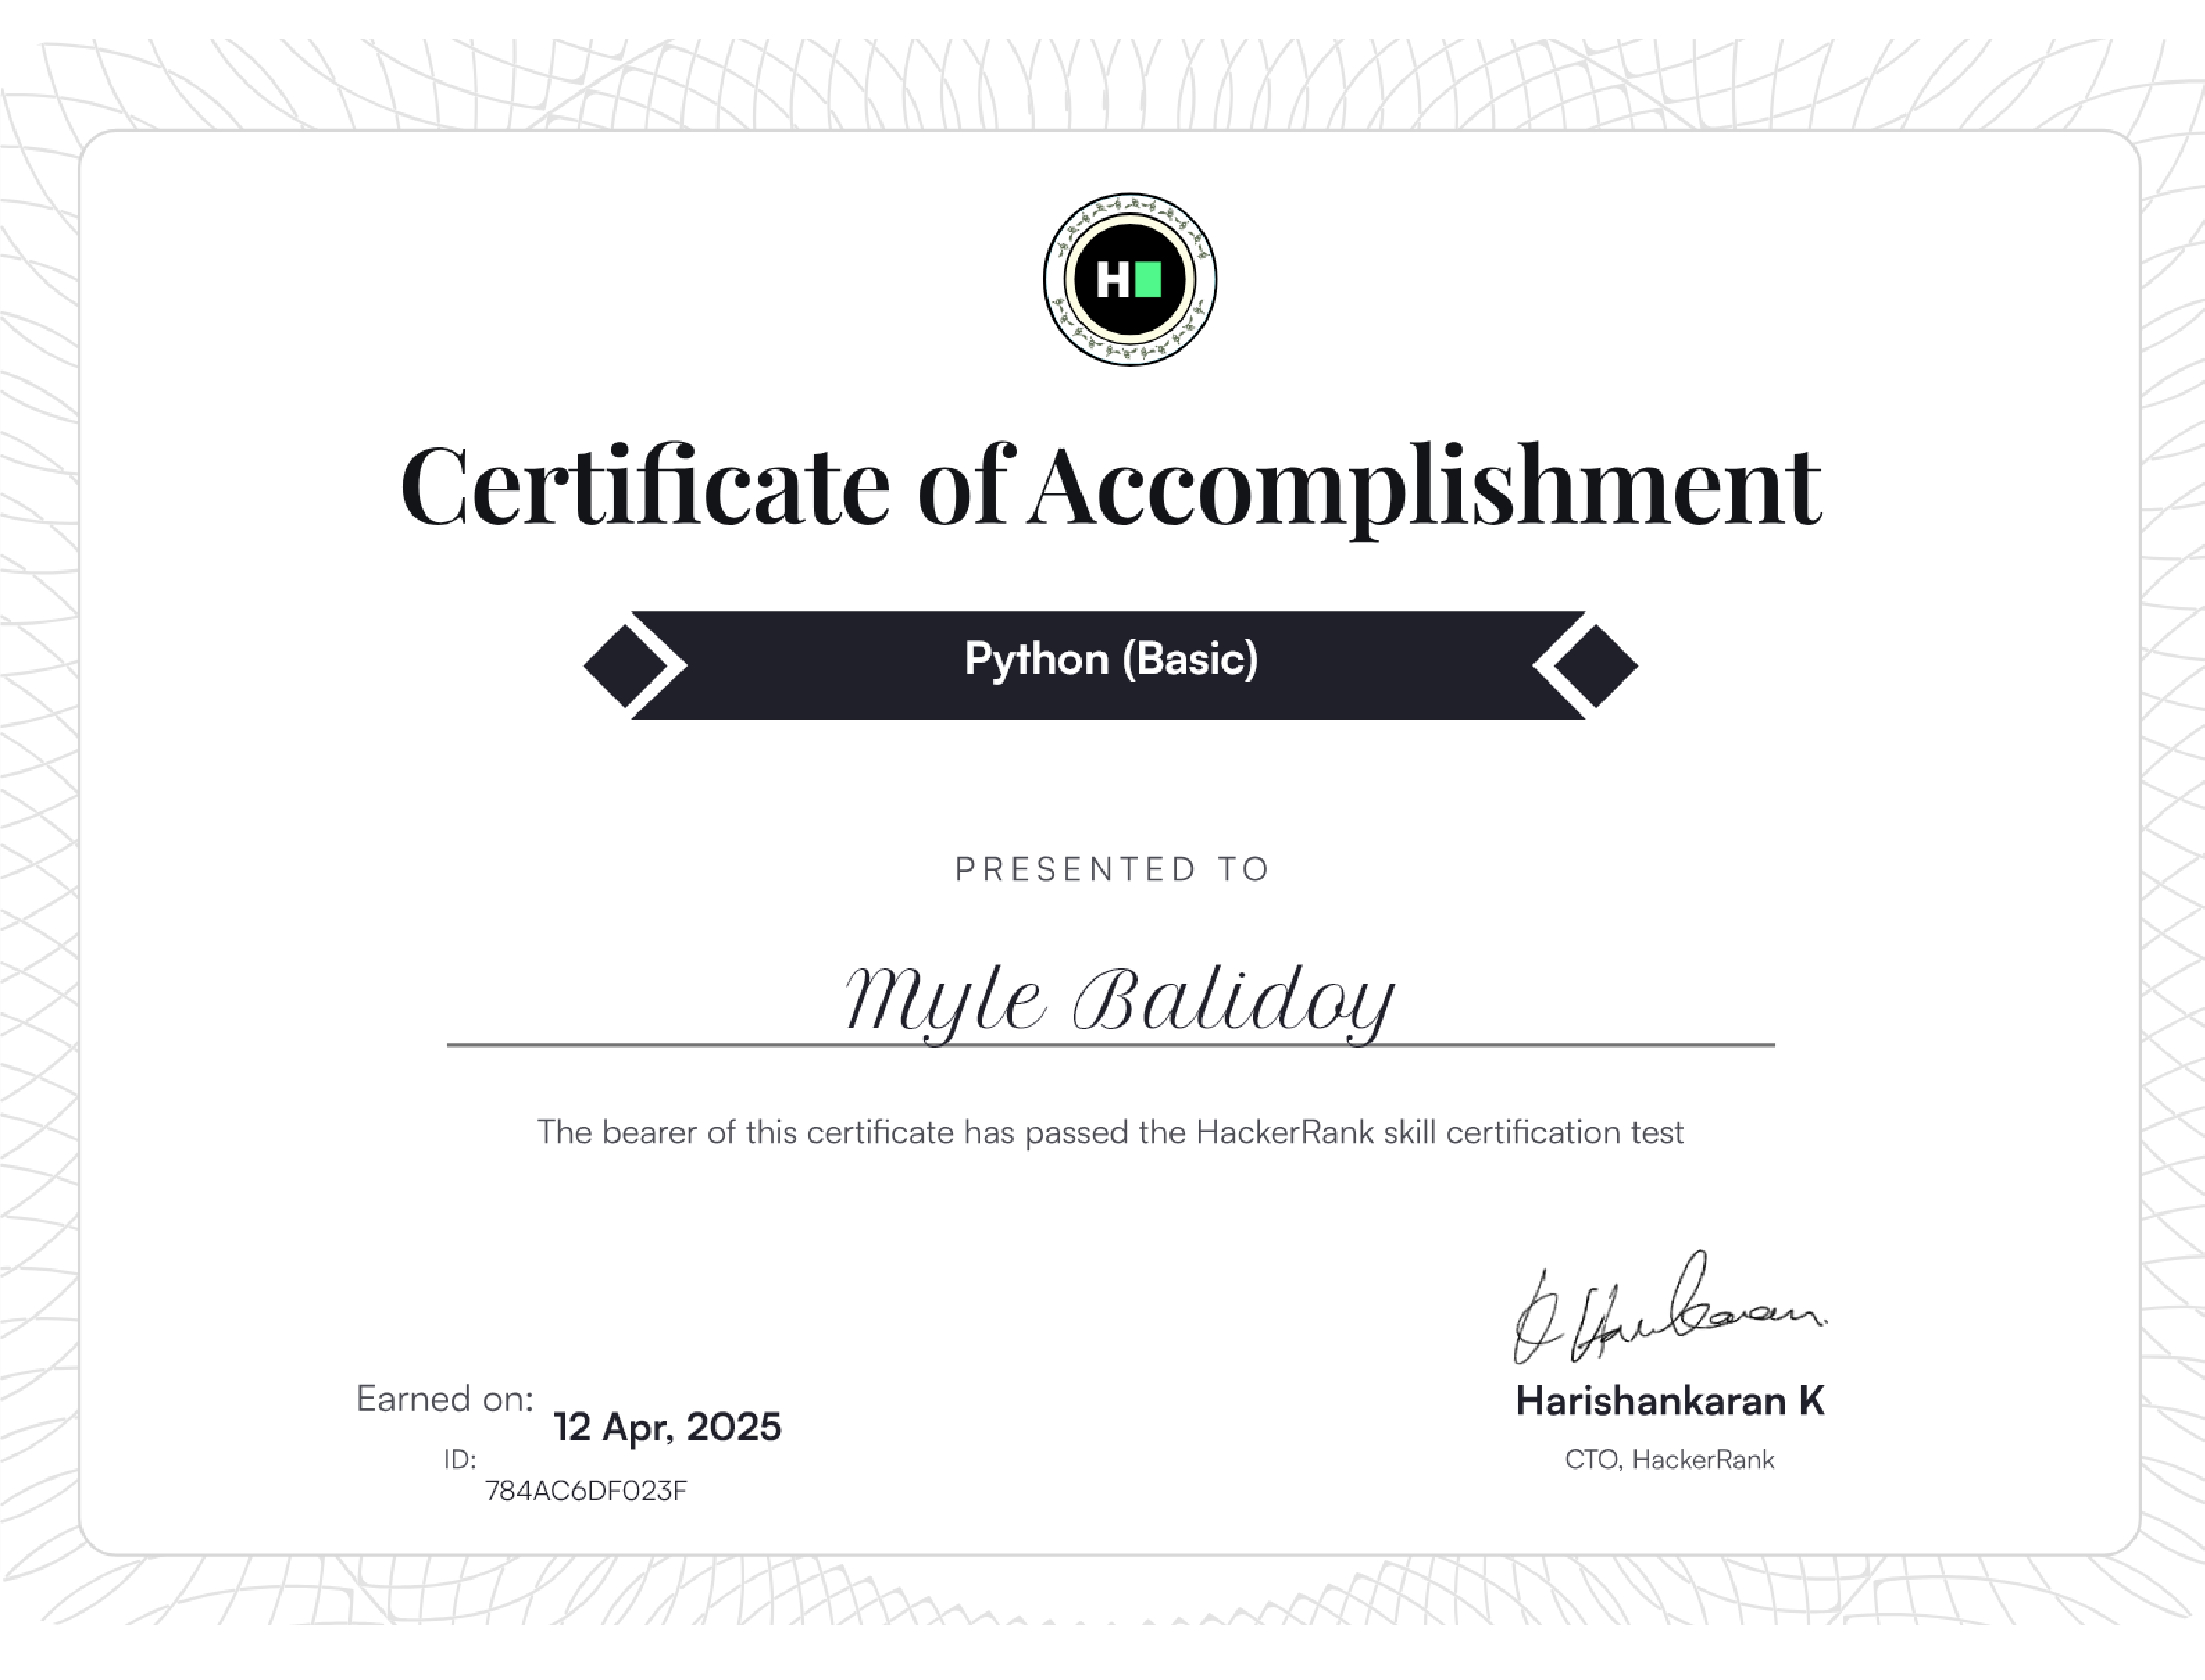 H
Certificate of Accomplishment
Python (Basic)
PRESENTED TO
Myle Balidoy
The bearer of this certificate has passed the HackerRank skill certification test
Earned on: 12 Apr, 2025
ID: 784AC6DF023F
K Harishankaran
Harishankaran K
CTO, HackerRank